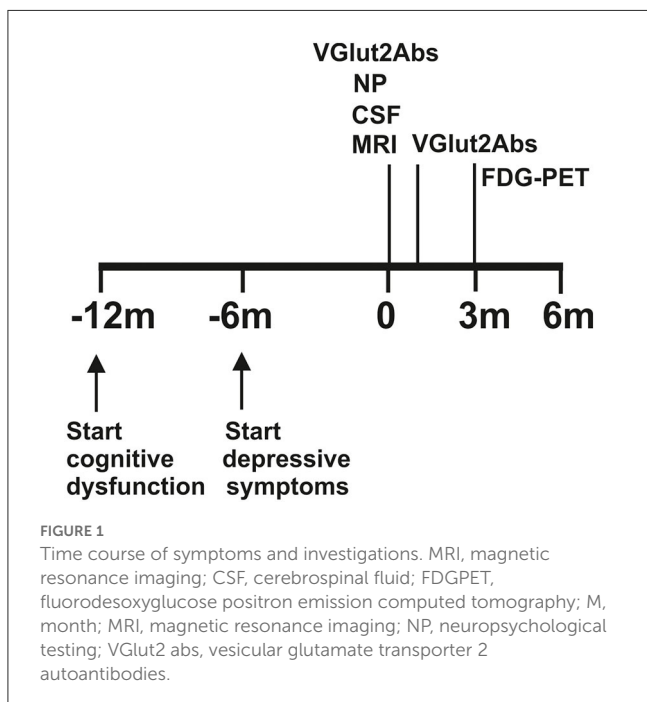 VGlut2Abs
NP
CSF
MRI VGlut2Abs
FDG-PET
-12m -6m 0 3m 6m
Start cognitive dysfunction
Start depressive symptoms
FIGURE 1
Time course of symptoms and investigations. MRI, magnetic
resonance imaging; CSF, cerebrospinal fluid; FDGPET,
fluorodesoxyglucose positron emission computed tomography; M,
month; MRI, magnetic resonance imaging; NP, neuropsychological
testing; VGlut2 abs, vesicular glutamate transporter 2
autoantibodies.